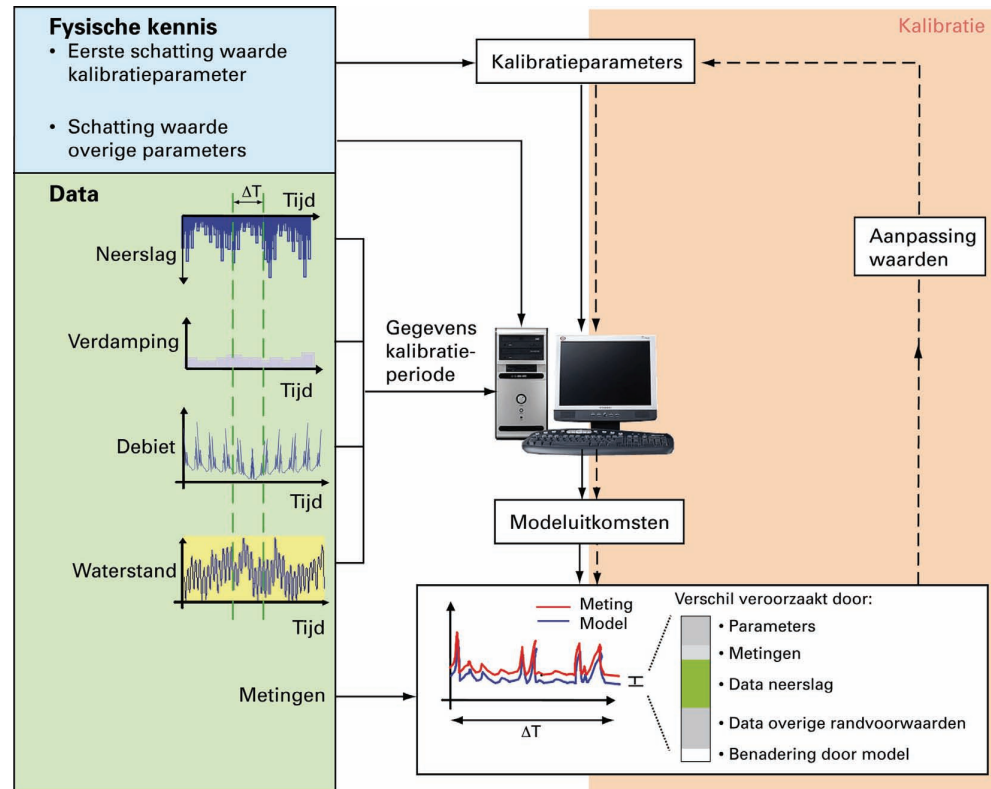 Fysische kennis
• Eerste schatting waarde
kalibratieparameter
• Schatting waarde
overige parameters
Kalibratie
Kalibratieparameters
Data
ΔT
Tijd
Neerslag
Verdamping
Tijd
Debiet
Tijd
Waterstand
Tijd
Metingen
Gegevens
kalibratie-
periode
Aanpassing
waarden
Modeluitkomsten
Meting
Model
ΔT
Verschil veroorzaakt door:
• Parameters
• Metingen
• Data neerslag
• Data overige randvoorwaarden
• Benadering door model